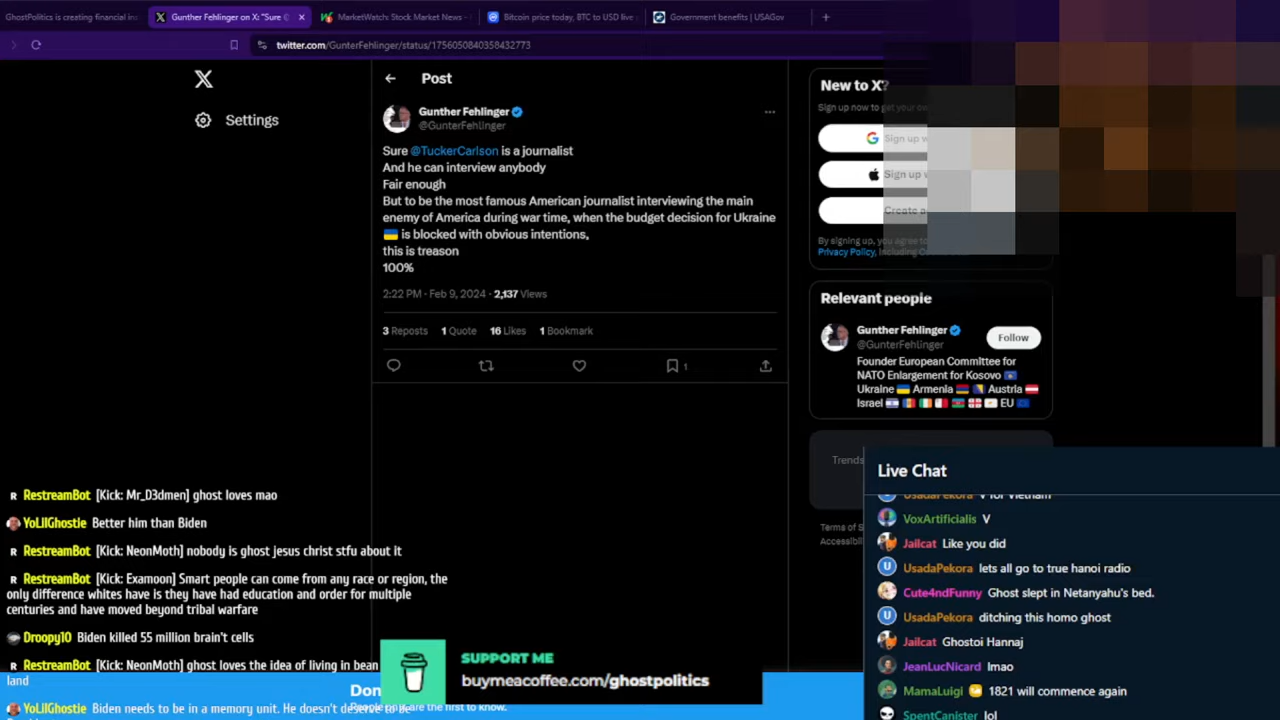 GhostPolitics is creating financial in
Gunther Fehlinger on X: "Sure @
MarketWatch: Stock Market News -
Bitcoin price today, BTC to USD live
Government benefits | USAGov
twitter.com/GunterFehlinger/status/1756050840358432773
Settings
Post
Gunther Fehlinger
@GunterFehlinger
Sure @TuckerCarlson is a journalist
And he can interview anybody
Fair enough
But to be the most famous American journalist interviewing the main
enemy of America during war time, when the budget decision for Ukraine
🇺🇦 is blocked with obvious intentions,
this is treason
100%
2:22 PM · Feb 9, 2024 · 2,137 Views
3 Reposts 1 Quote 16 Likes 1 Bookmark
1
New to X?
Sign up now to get your
Sign up
Sign up
Create
By signing up, you agree to
Privacy Policy, including
Relevant people
Gunther Fehlinger
@GunterFehlinger
Follow
Founder European Committee for
NATO Enlargement for Kosovo 🇽🇰
Ukraine 🇺🇦 Armenia 🇦🇲 🇧🇦 Austria 🇦🇹
Israel 🇮🇱 🇲🇩 🇮🇪 🇲🇹 🇦🇿 🇬🇪 🇨🇾 EU 🇪🇺
Trends
Terms of S
Accessibili
RestreamBot [Kick: Mr_D3dmen] ghost loves mao
YoLilGhostie Better him than Biden
RestreamBot [Kick: NeonMoth] nobody is ghost jesus christ stfu about it
RestreamBot [Kick: Examoon] Smart people can come from any race or region, the
only difference whites have is they have had education and order for multiple
centuries and have moved beyond tribal warfare
Droopy10 Biden killed 55 million brain't cells
RestreamBot [Kick: NeonMoth] ghost loves the idea of living in bean
land
YoLilGhostie Biden needs to be in a memory unit. He doesn't deserve to be
Don
People are the first to know.
SUPPORT ME
buymeacoffee.com/ghostpolitics
Live Chat
UsadaPekora V for Vietnam
VoxArtificialis V
Jailcat Like you did
UsadaPekora lets all go to true hanoi radio
Cute4ndFunny Ghost slept in Netanyahu's bed.
UsadaPekora ditching this homo ghost
Jailcat Ghostoi Hannaj
JeanLucNicard lmao
MamaLuigi 1821 will commence again
SpentCanister lol